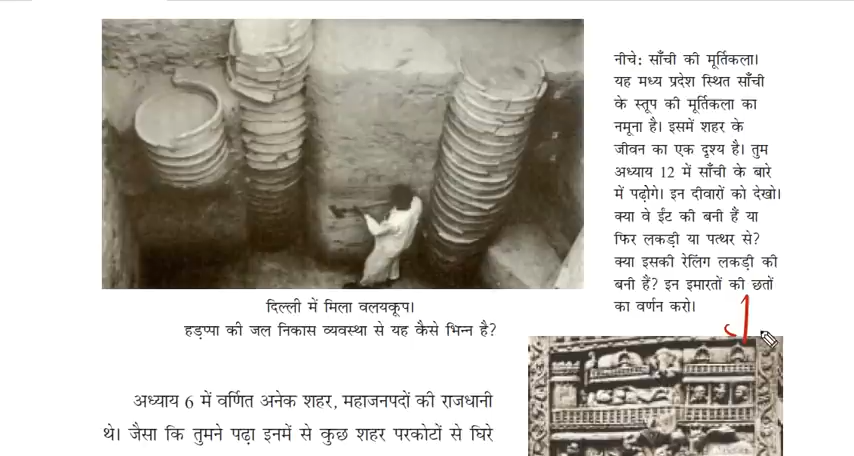 दिल्ली में मिला वलयकूप।
हड़प्पा की जल निकास व्यवस्था से यह कैसे भिन्न है?
नीचे: साँची की मूर्तिकला।
यह मध्य प्रदेश स्थित साँची
के स्तूप की मूर्तिकला का
नमूना है। इसमें शहर के
जीवन का एक दृश्य है। तुम
अध्याय 12 में साँची के बारे
में पढ़ोगे। इन दीवारों को देखो।
क्या वे ईंट की बनी हैं या
फिर लकड़ी या पत्थर से?
क्या इसकी रेलिंग लकड़ी की
बनी हैं? इन इमारतों की छतों
का वर्णन करो।
अध्याय 6 में वर्णित अनेक शहर, महाजनपदों की राजधानी
थे। जैसा कि तुमने पढ़ा इनमें से कुछ शहर परकोटों से घिरे